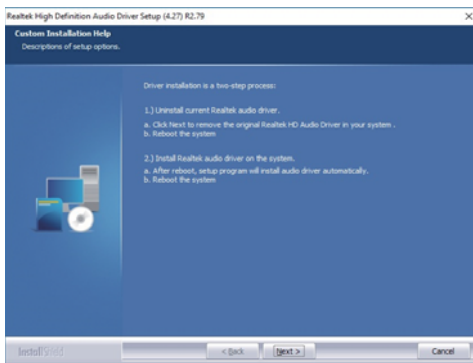 Realtek High Definition Audio Driver Setup (4.27) R2.79
Custom Installation Help
Descriptions of setup options.
Driver installation is a two-step process:
1.) Uninstall current Realtek audio driver.
a. Click Next to remove the original Realtek HD Audio Driver in your system .
b. Reboot the system
2.) Install Realtek audio driver on the system.
a. After reboot, setup program will install audio driver automatically.
b. Reboot the system
InstallShield
< Back
Next >
Cancel